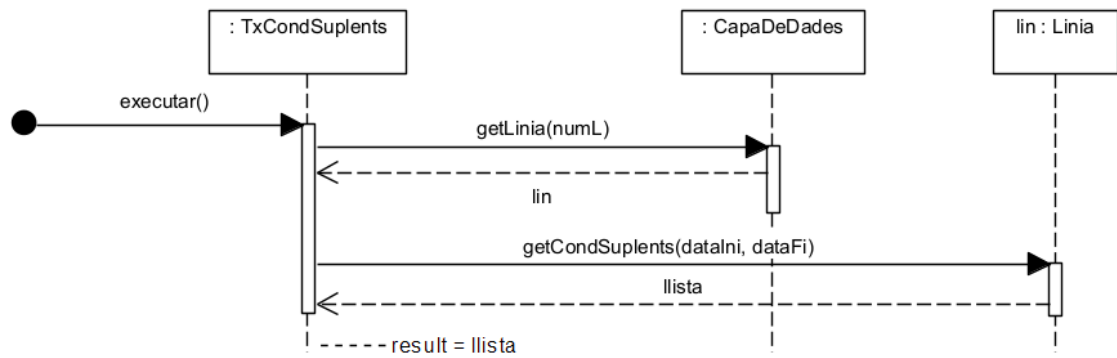 : TxCondSuplents
: CapaDeDades
lin : Linia
executar()
getLinia(numL)
lin
getCondSuplents(dataIni, dataFi)
llista
result = llista